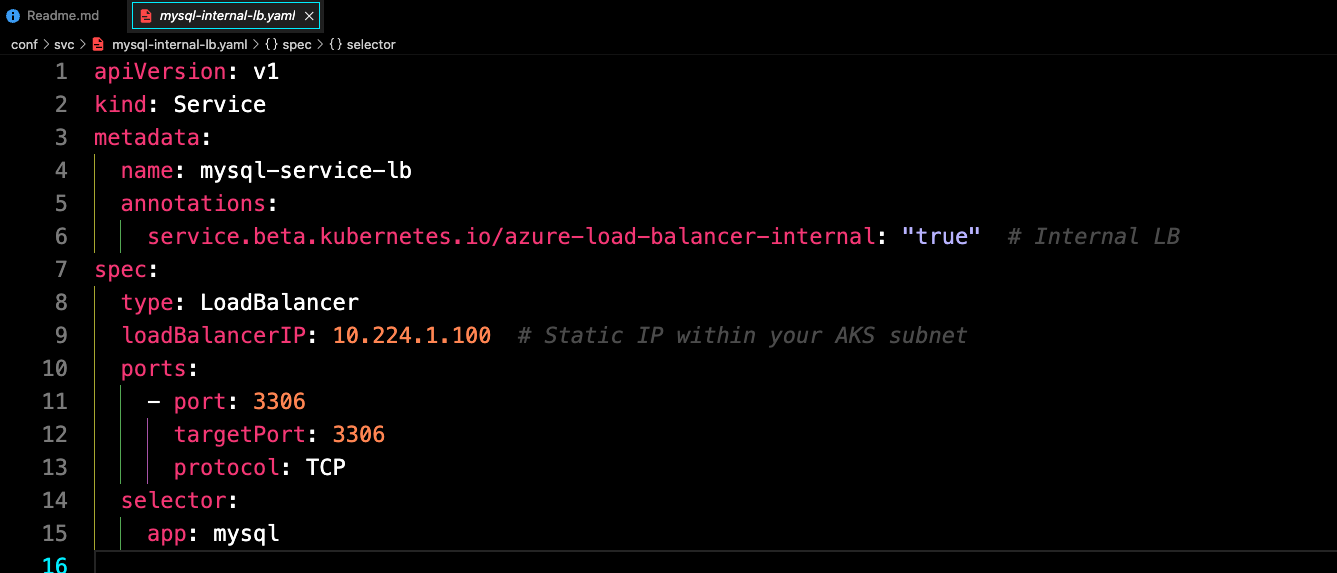 Readme.md
mysql-internal-lb.yaml
conf > svc > mysql-internal-lb.yaml > {} spec > {} selector
1 apiVersion: v1
2 kind: Service
3 metadata:
4 name: mysql-service-lb
5 annotations:
6 service.beta.kubernetes.io/azure-load-balancer-internal: "true" # Internal LB
7 spec:
8 type: LoadBalancer
9 loadBalancerIP: 10.224.1.100 # Static IP within your AKS subnet
10 ports:
11 - port: 3306
12 targetPort: 3306
13 protocol: TCP
14 selector:
15 app: mysql
16